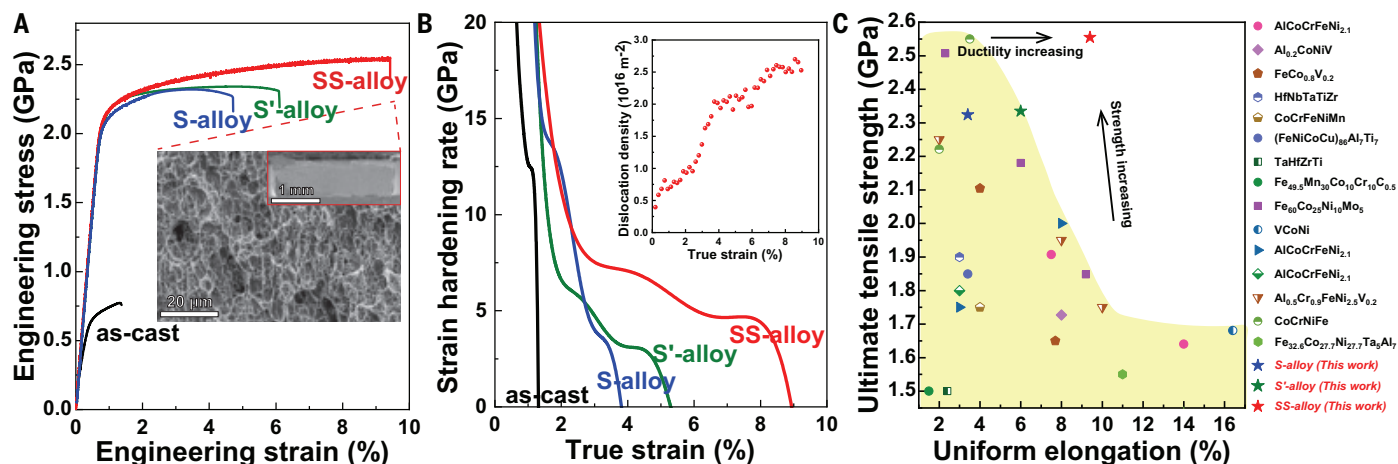 A
Engineering stress (GPa)
3.0
2.5
2.0
1.5
1.0
0.5
0.0
SS-alloy
S'-alloy
S-alloy
as-cast
1 mm
20 µm
0 2 4 6 8 10
Engineering strain (%)
B
Strain hardening rate (GPa)
20
15
10
5
0
Dislocation density (10¹⁶ m⁻²)
3.0
2.5
2.0
1.5
1.0
0.5
0.0
0 2 4 6 8 10
True strain (%)
SS-alloy
S'-alloy
S-alloy
as-cast
0 2 4 6 8 10
True strain (%)
C
Ultimate tensile strength (GPa)
2.6
2.5
2.4
2.3
2.2
2.1
2.0
1.9
1.8
1.7
1.6
1.5
Ductility increasing
Strength increasing
2 4 6 8 10 12 14 16
Uniform elongation (%)
AlCoCrFeNi₂.₁
Al₀.₂CoNiV
FeCo₀.₈V₀.₂
HfNbTaTiZr
CoCrFeNiMn
(FeNiCoCu)₈₆Al₇Ti₇
TaHfZrTi
Fe₄₉.₅Mn₃₀Co₁₀Cr₁₀C₀.₅
Fe₆₀Co₂₅Ni₁₀Mo₅
VCoNi
AlCoCrFeNi₂.₁
AlCoCrFeNi₂.₁
Al₀.₅Cr₀.₉FeNi₂.₅V₀.₂
CoCrNiFe
Fe₃₂.₆Co₂₇.₇Ni₂₇.₇Ta₅Al₇
S-alloy (This work)
S'-alloy (This work)
SS-alloy (This work)